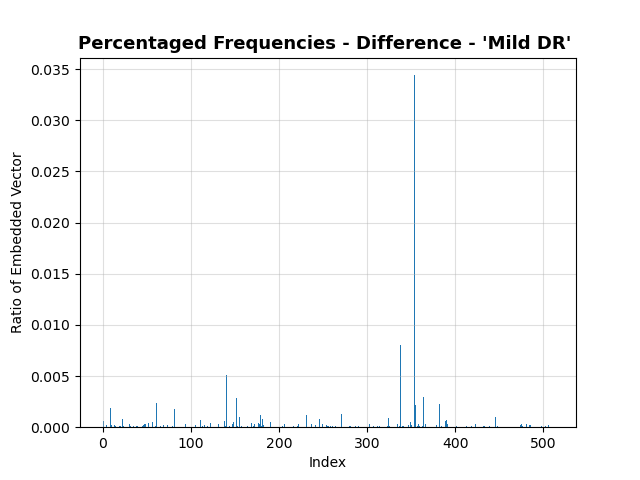 Percentaged Frequencies - Difference - 'Mild DR'
Ratio of Embedded Vector
0.035
0.030
0.025
0.020
0.015
0.010
0.005
0.000
0 100 200 300 400 500
Index